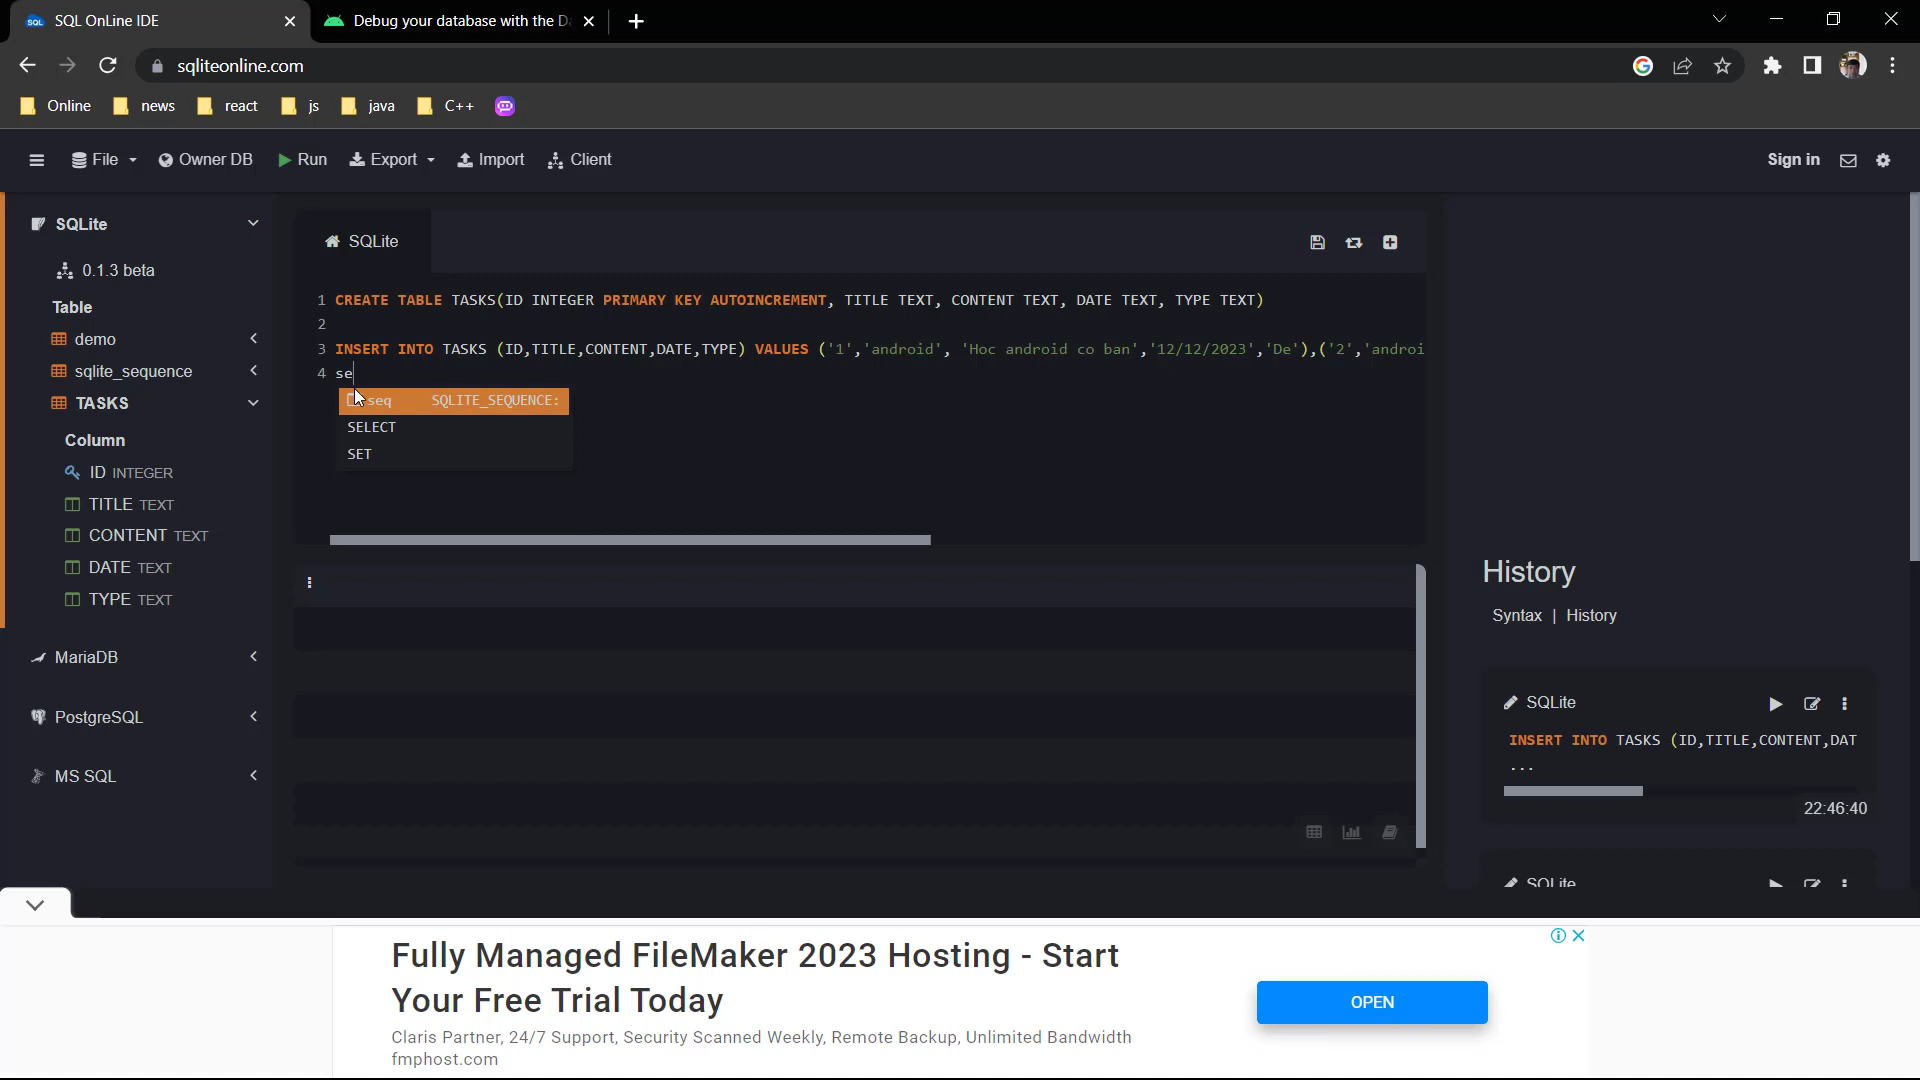 SQL OnLine IDE
Debug your database with the D
sqliteonline.com
Online
news
react
js
java
C++
File
Owner DB
Run
Export
Import
Client
Sign in
SQLite
0.1.3 beta
Table
demo
sqlite_sequence
TASKS
Column
ID INTEGER
TITLE TEXT
CONTENT TEXT
DATE TEXT
TYPE TEXT
MariaDB
PostgreSQL
MS SQL
SQLite
1 CREATE TABLE TASKS(ID INTEGER PRIMARY KEY AUTOINCREMENT, TITLE TEXT, CONTENT TEXT, DATE TEXT, TYPE TEXT)
2
3 INSERT INTO TASKS (ID,TITLE,CONTENT,DATE,TYPE) VALUES ('1','android', 'Hoc android co ban','12/12/2023','De'),('2','androi
4 se
seq SQLITE_SEQUENCE:
SELECT
SET
History
Syntax | History
SQLite
INSERT INTO TASKS (ID,TITLE,CONTENT,DAT
...
22:46:40
SQLite
Fully Managed FileMaker 2023 Hosting - Start
Your Free Trial Today
Claris Partner, 24/7 Support, Security Scanned Weekly, Remote Backup, Unlimited Bandwidth
fmphost.com
OPEN